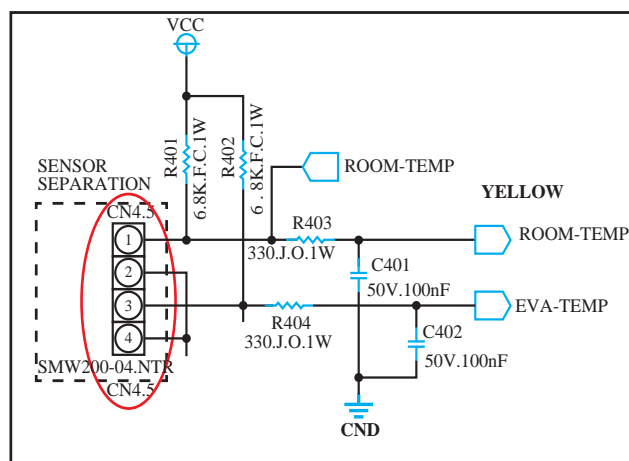 VCC
R401
6.8K.F.C.1W
R402
6 . 8K.F.C.1W
SENSOR
SEPARATION
ROOM-TEMP
YELLOW
CN4.5
1
R403
330.J.O.1W
ROOM-TEMP
2
C401
50V.100nF
3
EVA-TEMP
R404
330.J.O.1W
C402
50V.100nF
4
SMW200-04.NTR
CN4.5
CND